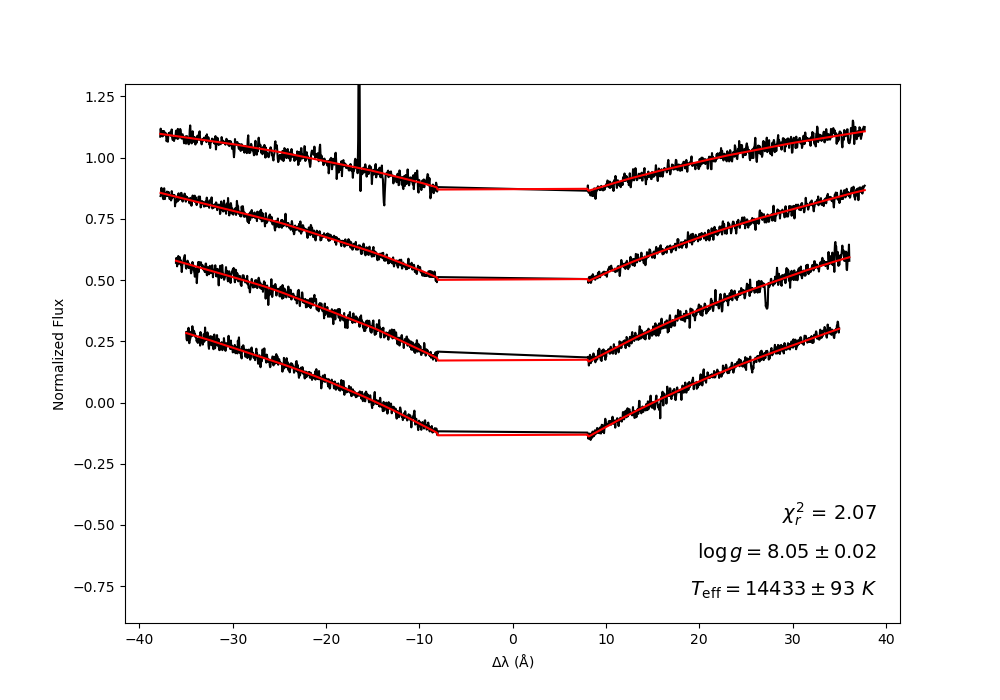 Normalized Flux
1.25
1.00
0.75
0.50
0.25
0.00
−0.25
−0.50
−0.75
χ²ᵣ = 2.07
log g = 8.05 ± 0.02
T_eff = 14433 ± 93 K
−40 −30 −20 −10 0 10 20 30 40
Δλ (Å)